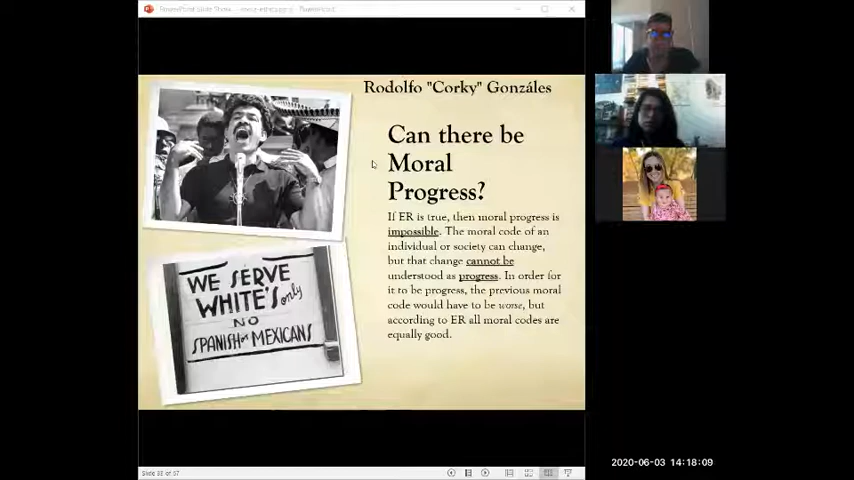 PowerPoint Slide Show
Rodolfo "Corky" Gonzáles
Can there be
Moral
Progress?
If ER is true, then moral progress is
impossible. The moral code of an
individual or society can change,
but that change cannot be
understood as progress. In order for
it to be progress, the previous moral
code would have to be worse, but
according to ER all moral codes are
equally good.
WE SERVE
WHITE'S only
NO
SPANISH or MEXICANS
2020-06-03 14:18:09